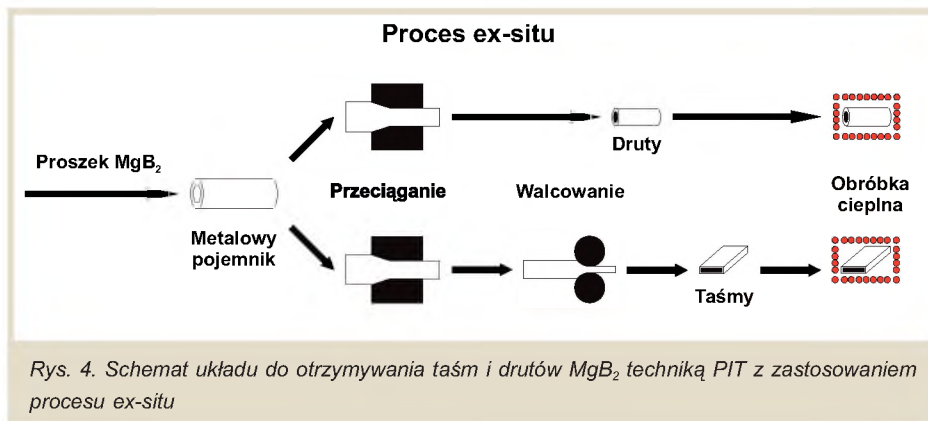 Proces ex-situ
Proszek MgB₂
Metalowy
pojemnik
Przeciąganie
Walcowanie
Druty
Taśmy
Obróbka
cieplna
Rys. 4. Schemat układu do otrzymywania taśm i drutów MgB₂ techniką PIT z zastosowaniem
procesu ex-situ